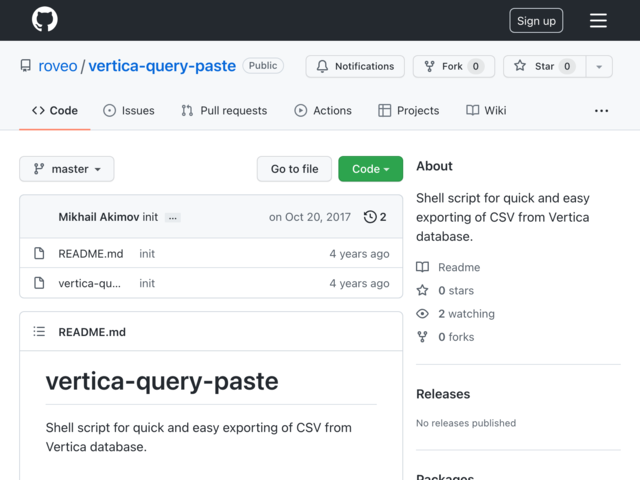 Sign up
roveo / vertica-query-paste Public
Notifications
Fork 0
Star 0
Code
Issues
Pull requests
Actions
Projects
Wiki
master
Go to file
Code
Mikhail Akimov init ...
on Oct 20, 2017
2
README.md init 4 years ago
vertica-qu... init 4 years ago
README.md
vertica-query-paste
Shell script for quick and easy exporting of CSV from
Vertica database.
About
Shell script for quick and easy
exporting of CSV from Vertica
database.
Readme
0 stars
2 watching
0 forks
Releases
No releases published
Packages